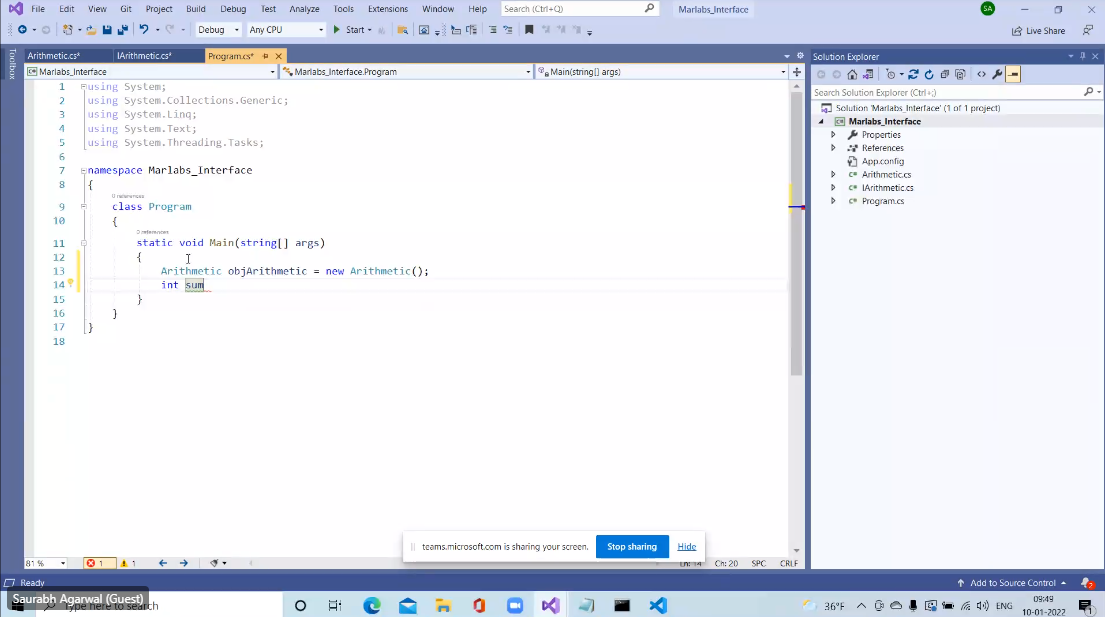 File Edit View Git Project Build Debug Test Analyze Tools Extensions Window Help Search (Ctrl+Q) Marlabs_Interface SA
Debug Any CPU Start Live Share
Toolbox
Arithmetic.cs* IArithmetic.cs* Program.cs*
Marlabs_Interface Marlabs_Interface.Program Main(string[] args)
1 using System;
2 using System.Collections.Generic;
3 using System.Linq;
4 using System.Text;
5 using System.Threading.Tasks;
6
7 namespace Marlabs_Interface
8 {
0 references
9 class Program
10 {
0 references
11 static void Main(string[] args)
12 {
13 Arithmetic objArithmetic = new Arithmetic();
14 int sum
15 }
16 }
17 }
18
Solution Explorer
Search Solution Explorer (Ctrl+;)
Solution 'Marlabs_Interface' (1 of 1 project)
Marlabs_Interface
Properties
References
App.config
Arithmetic.cs
IArithmetic.cs
Program.cs
teams.microsoft.com is sharing your screen. Stop sharing Hide
81 % 1 1 Ln: 14 Ch: 20 SPC CRLF
Ready Add to Source Control 2
Saurabh Agarwal (Guest)
Type here to search 36°F ENG 09:49
10-01-2022 1